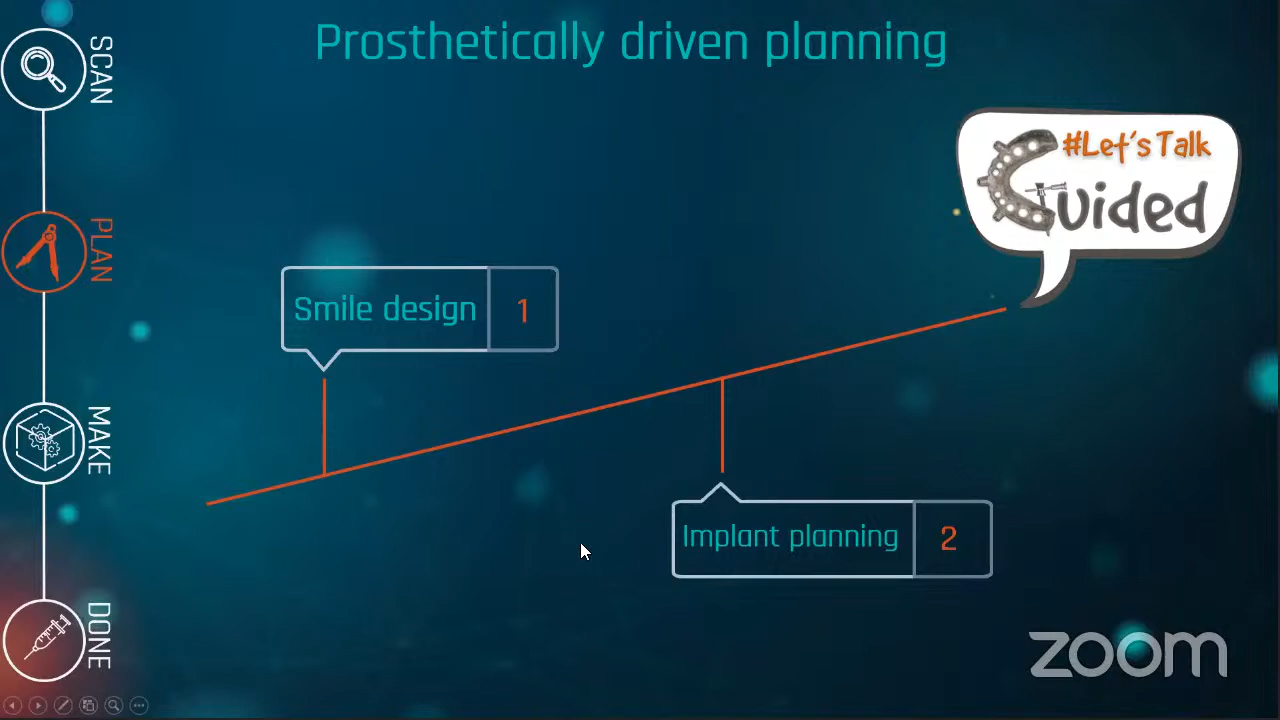 Prosthetically driven planning
SCAN
PLAN
MAKE
DONE
#Let's Talk
Guided
Smile design 1
Implant planning 2
zoom